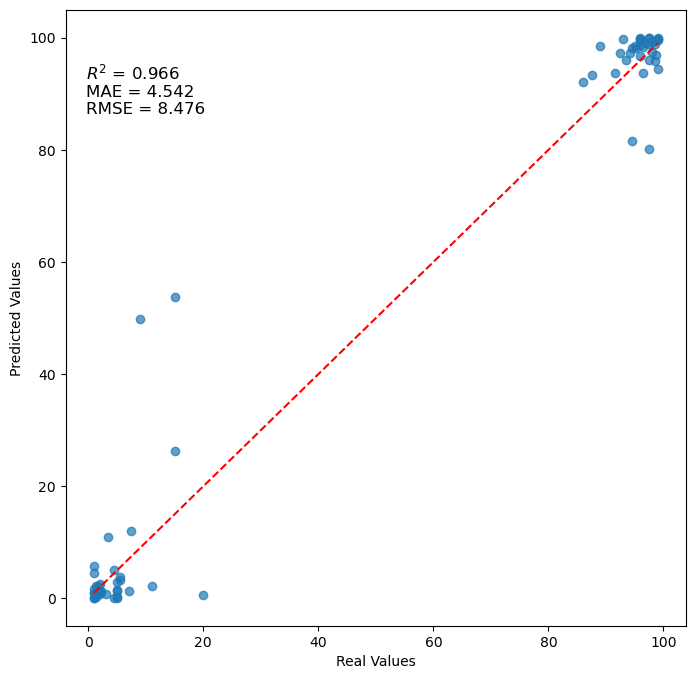 R² = 0.966
MAE = 4.542
RMSE = 8.476
Predicted Values
100
80
60
40
20
0
0 20 40 60 80 100
Real Values